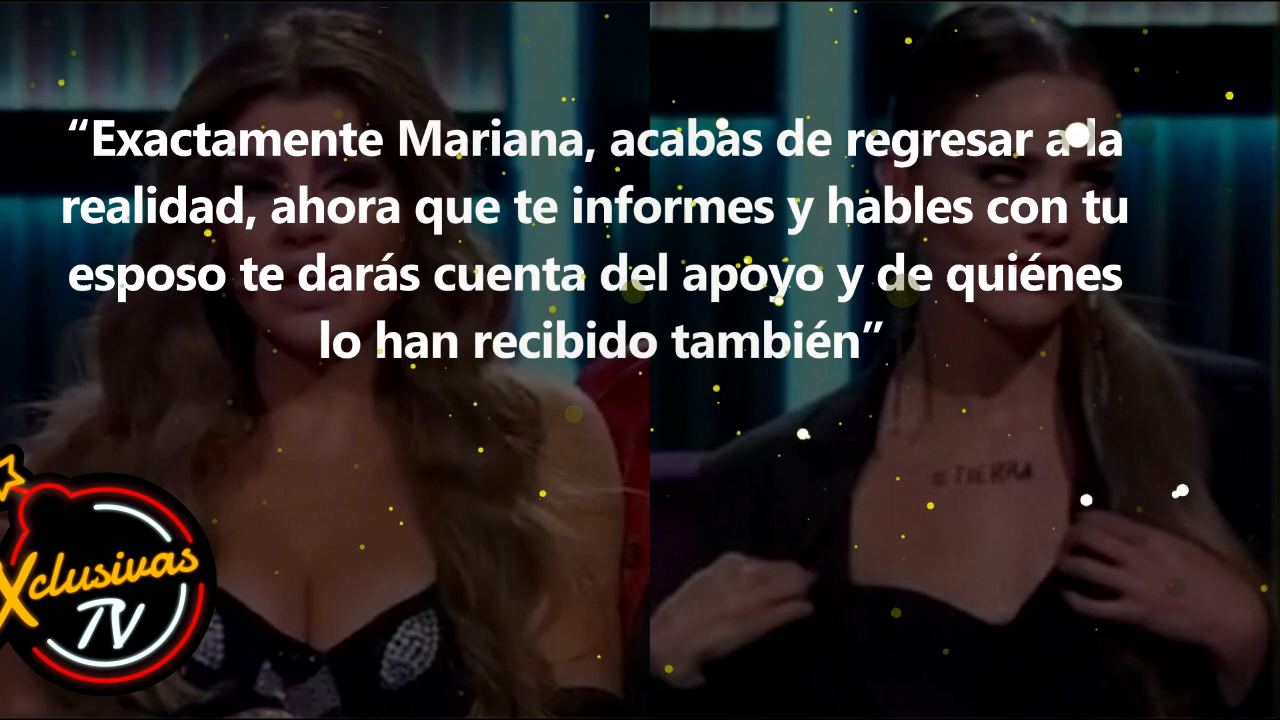 “Exactamente Mariana, acabas de regresar a la
realidad, ahora que te informes y hables con tu
esposo te darás cuenta del apoyo y de quiénes
lo han recibido también”
TIERRA
Xclusivas
TV